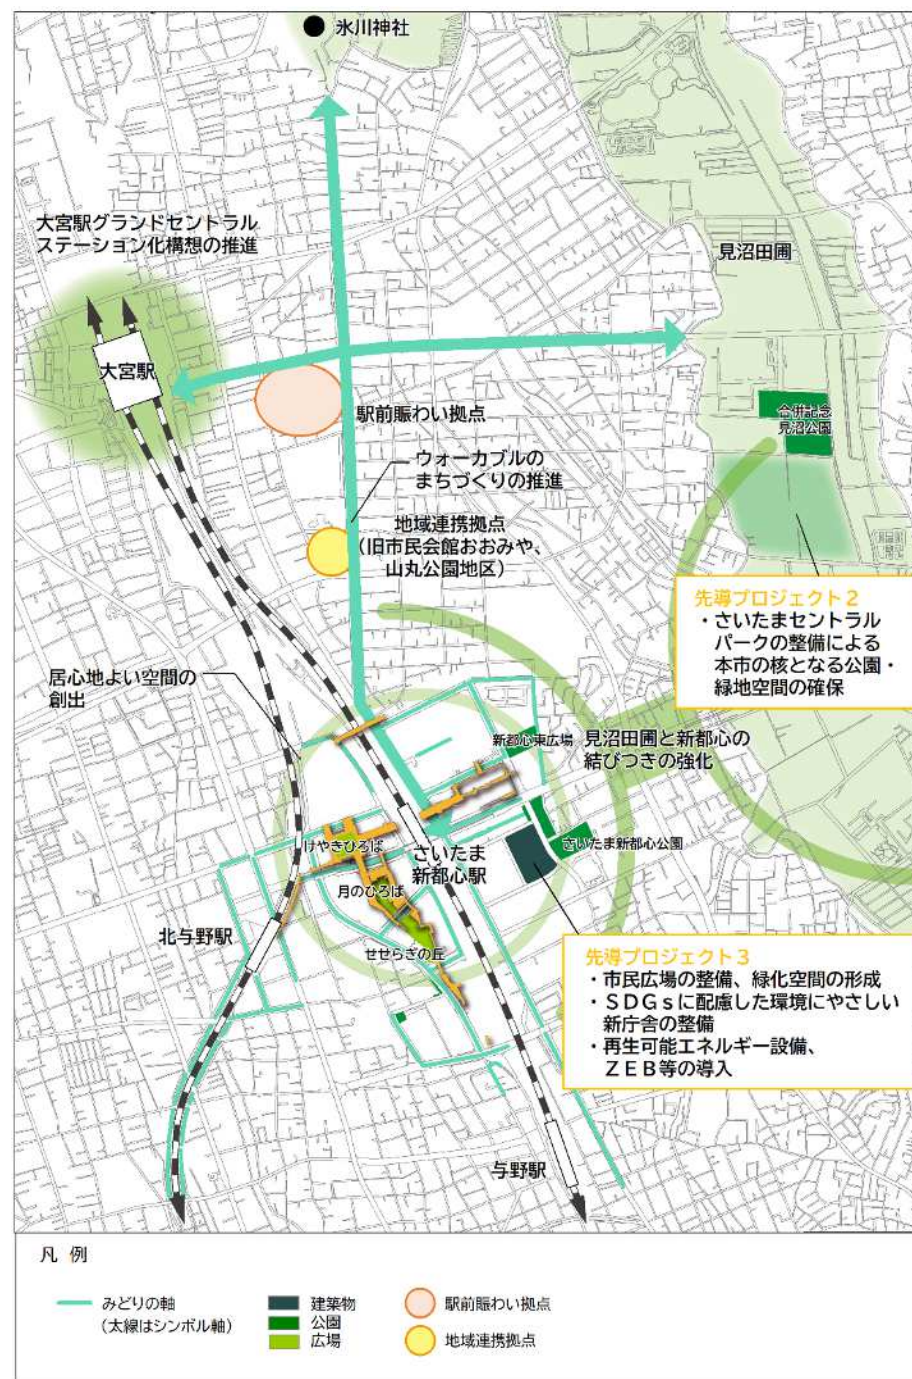 氷川神社
大宮駅グランドセントラル
ステーション化構想の推進
見沼田圃
大宮駅
合併記念
見沼公園
駅前賑わい拠点
ウォーカブルの
まちづくりの推進
地域連携拠点
(旧市民会館おおみや、
山丸公園地区)
先導プロジェクト2
・さいたまセントラル
パークの整備による
本市の核となる公園・
緑地空間の確保
居心地よい空間の
創出
新都心東広場
見沼田圃と新都心の
結びつきの強化
けやきひろば
さいたま
新都心駅
さいたま新都心公園
月のひろば
北与野駅
せせらぎの丘
先導プロジェクト3
・市民広場の整備、緑化空間の形成
・SDGsに配慮した環境にやさしい
新庁舎の整備
・再生可能エネルギー設備、
ZEB等の導入
与野駅
凡 例
みどりの軸
(太線はシンボル軸)
建築物
公園
広場
駅前賑わい拠点
地域連携拠点